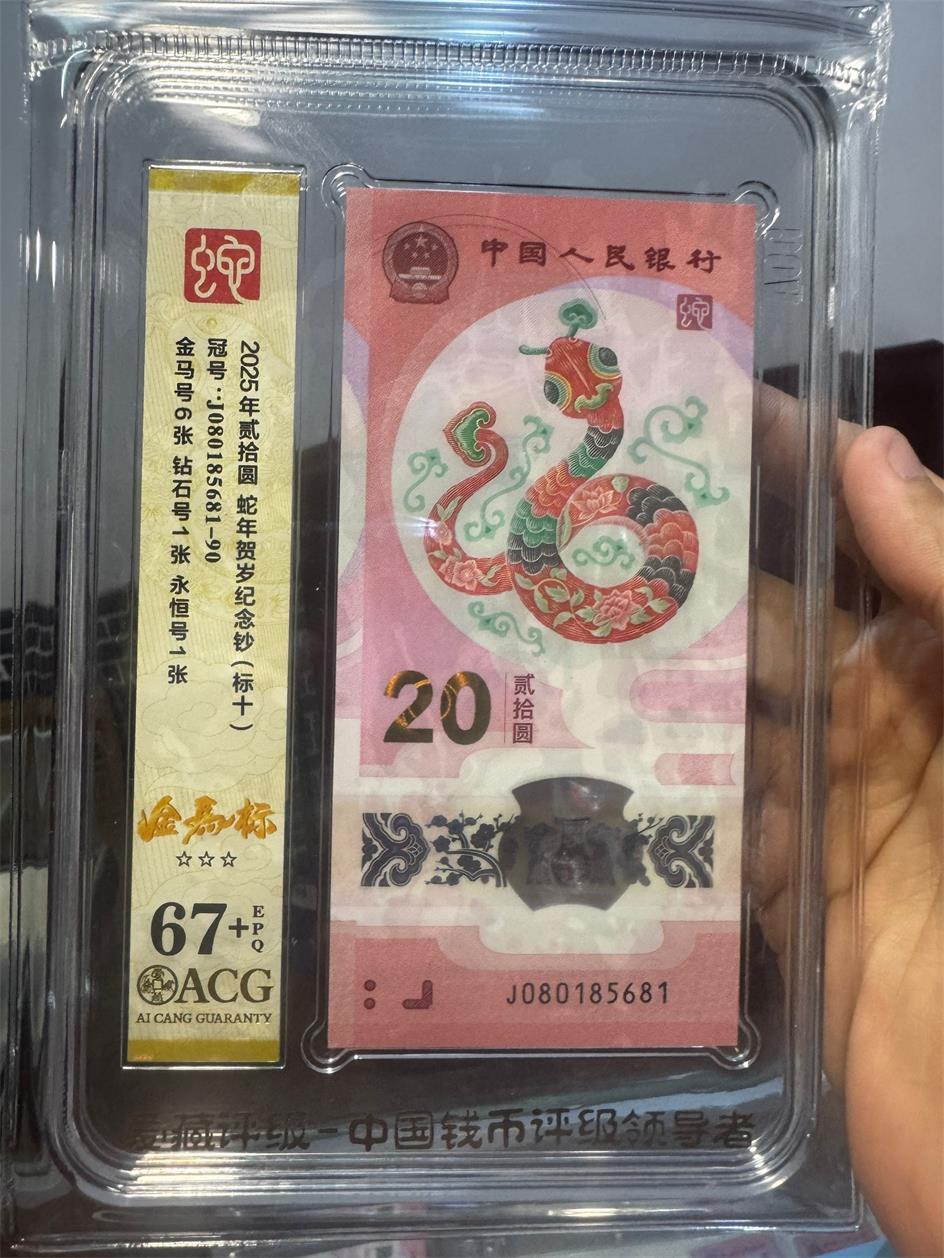 蛇
2025年贰拾圆 蛇年贺岁纪念钞(标十)
冠号:J080185681-90
金马号6张 钻石号1张 永恒号1张
金马标
67+
EPQ
ACG
AI CANG GUARANTY
中国人民银行
蛇
20
贰拾圆
J080185681
爱藏评级-中国钱币评级领导者